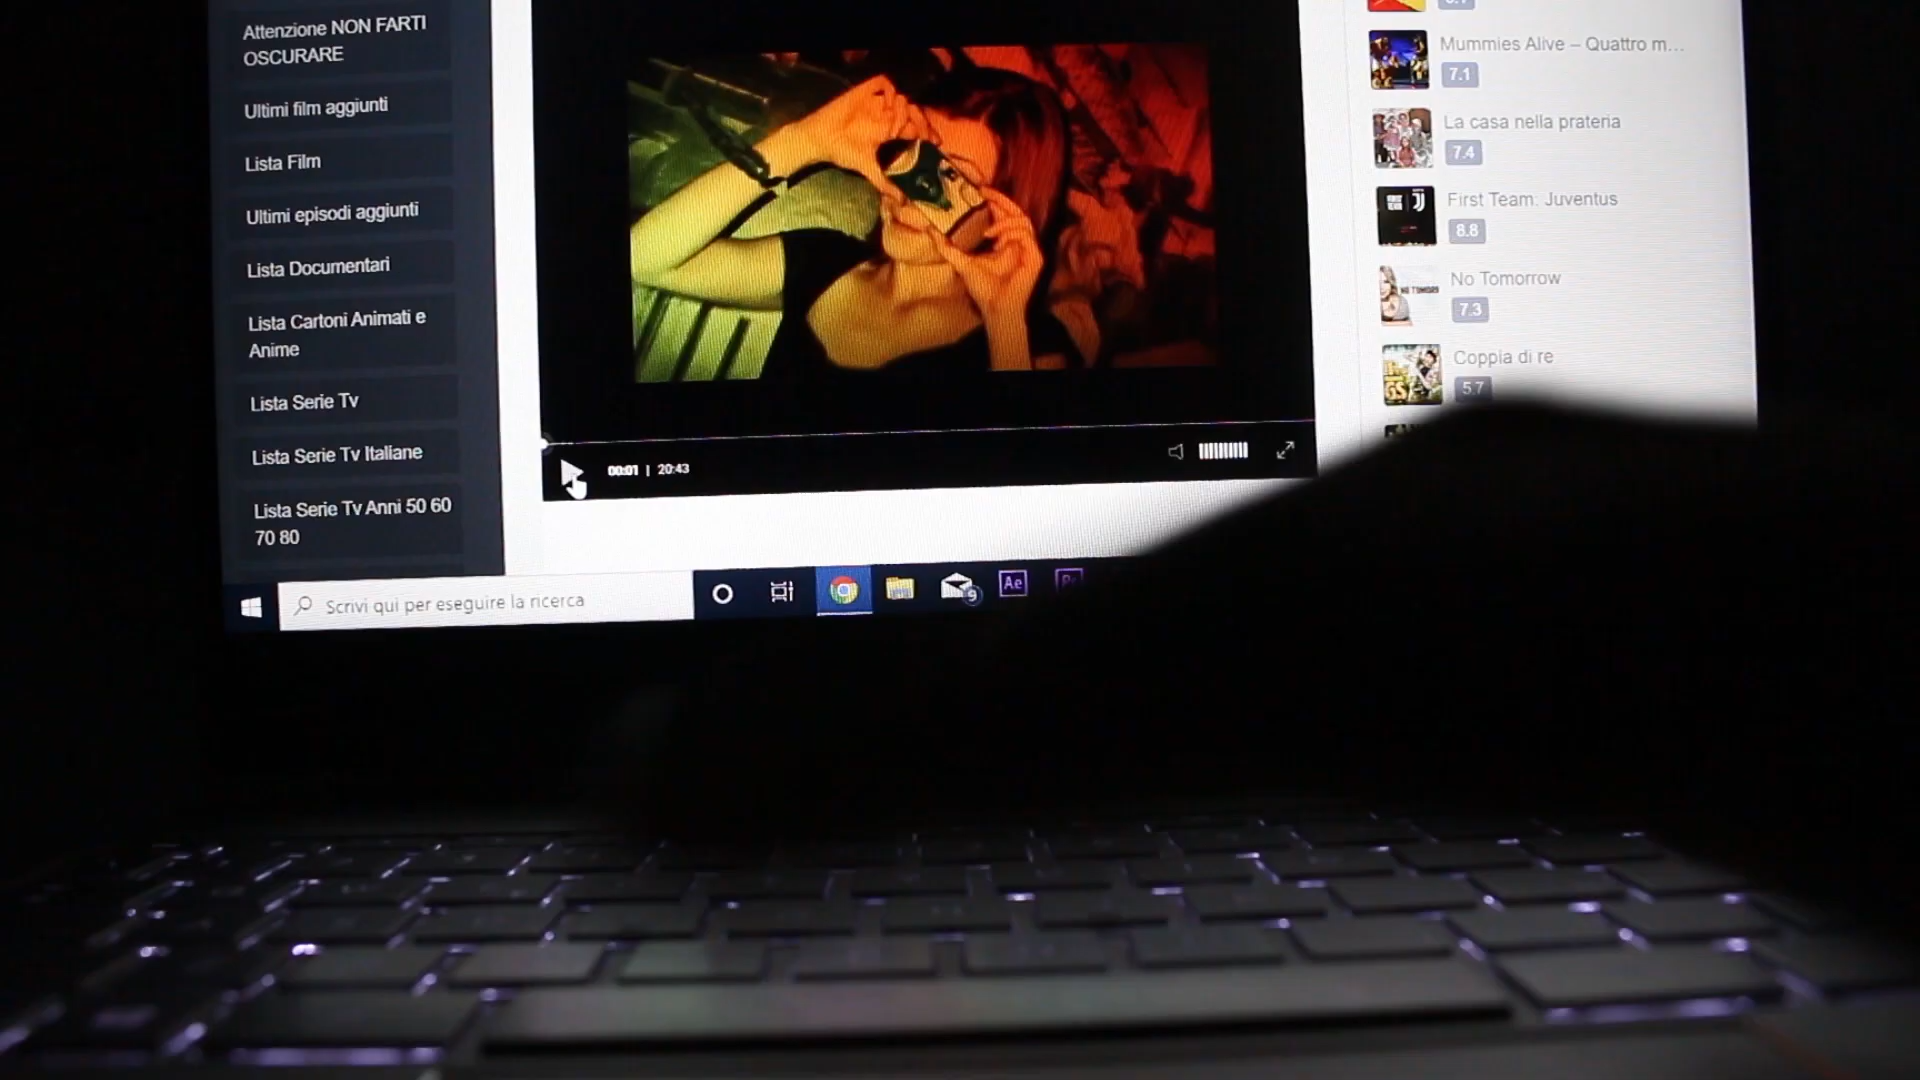 Attenzione NON FARTI
OSCURARE
Ultimi film aggiunti
Lista Film
Ultimi episodi aggiunti
Lista Documentari
Lista Cartoni Animati e
Anime
Lista Serie Tv
Lista Serie Tv Italiane
Lista Serie Tv Anni 50 60
70 80
00:01 | 20:43
Mummies Alive – Quattro m...
7.1
La casa nella prateria
7.4
First Team: Juventus
8.8
No Tomorrow
7.3
Coppia di re
5.7
Scrivi qui per eseguire la ricerca
9
Ae
Pr